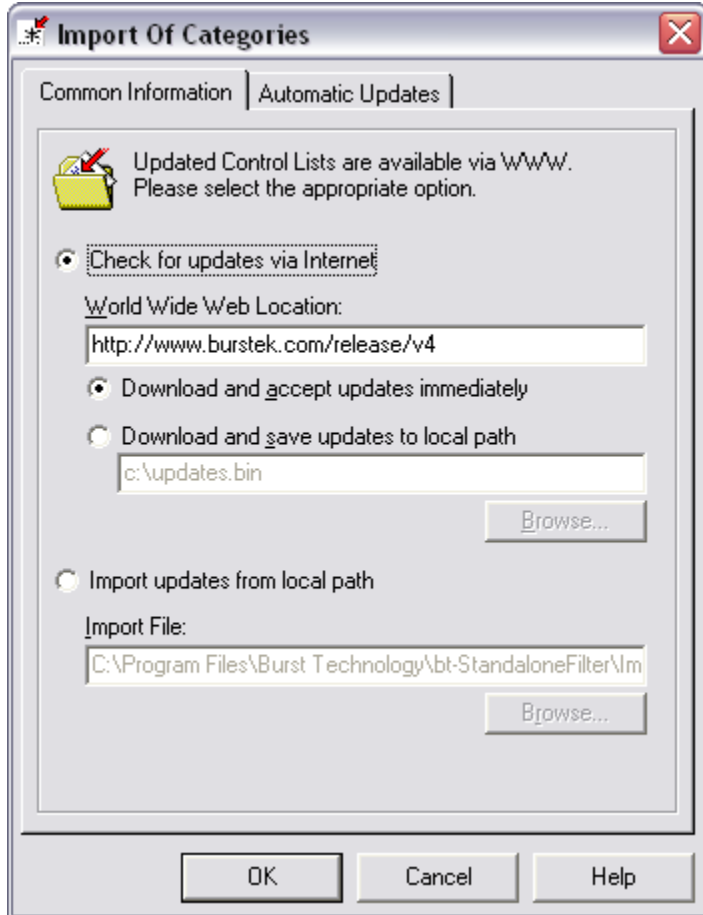 Import Of Categories
Common Information
Automatic Updates
Updated Control Lists are available via WWW.
Please select the appropriate option.
Check for updates via Internet
World Wide Web Location:
http://www.burstek.com/release/v4
Download and accept updates immediately
Download and save updates to local path
c:\updates.bin
Browse...
Import updates from local path
Import File:
C:\Program Files\Burst Technology\bt-StandaloneFilter\Im
Browse...
OK
Cancel
Help